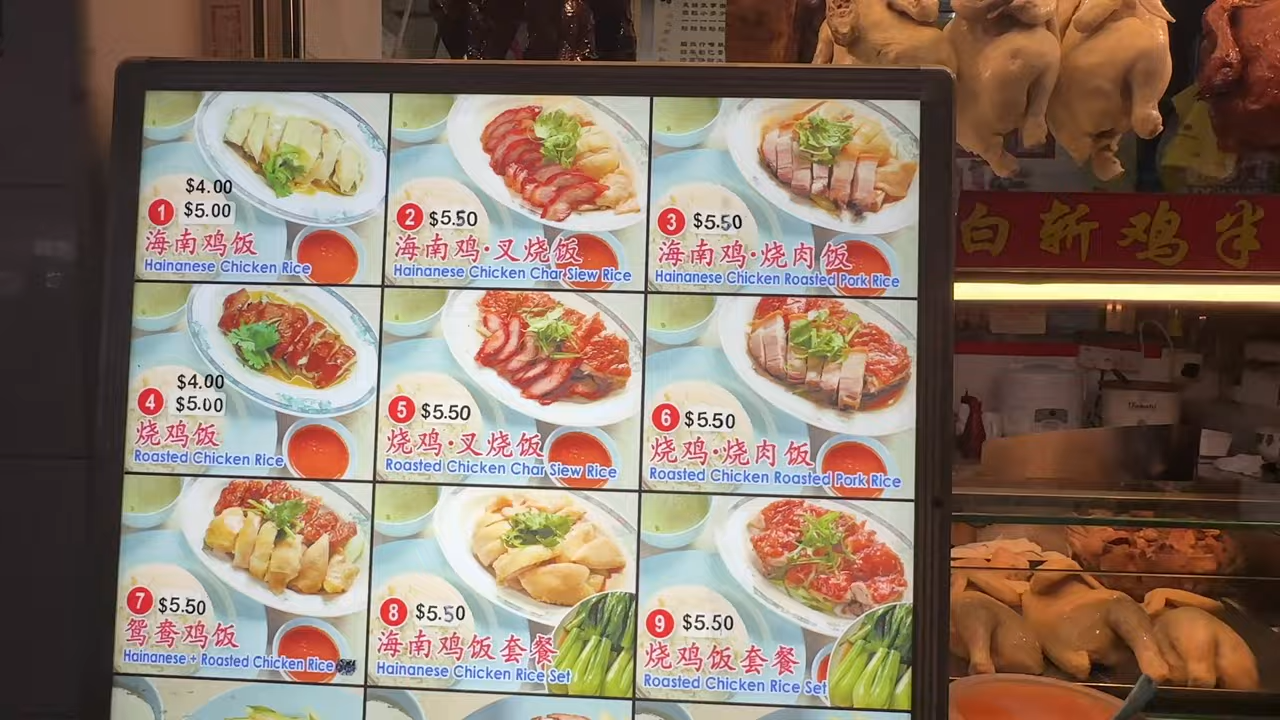 $4.00
1 $5.00
海南鸡饭
Hainanese Chicken Rice
2 $5.50
海南鸡·叉烧饭
Hainanese Chicken Char Siew Rice
3 $5.50
海南鸡·烧肉饭
Hainanese Chicken Roasted Pork Rice
$4.00
4 $5.00
烧鸡饭
Roasted Chicken Rice
5 $5.50
烧鸡·叉烧饭
Roasted Chicken Char Siew Rice
6 $5.50
烧鸡·烧肉饭
Roasted Chicken Roasted Pork Rice
7 $5.50
鸳鸯鸡饭
Hainanese + Roasted Chicken Rice
8 $5.50
海南鸡饭套餐
Hainanese Chicken Rice Set
9 $5.50
烧鸡饭套餐
Roasted Chicken Rice Set
白斩鸡半